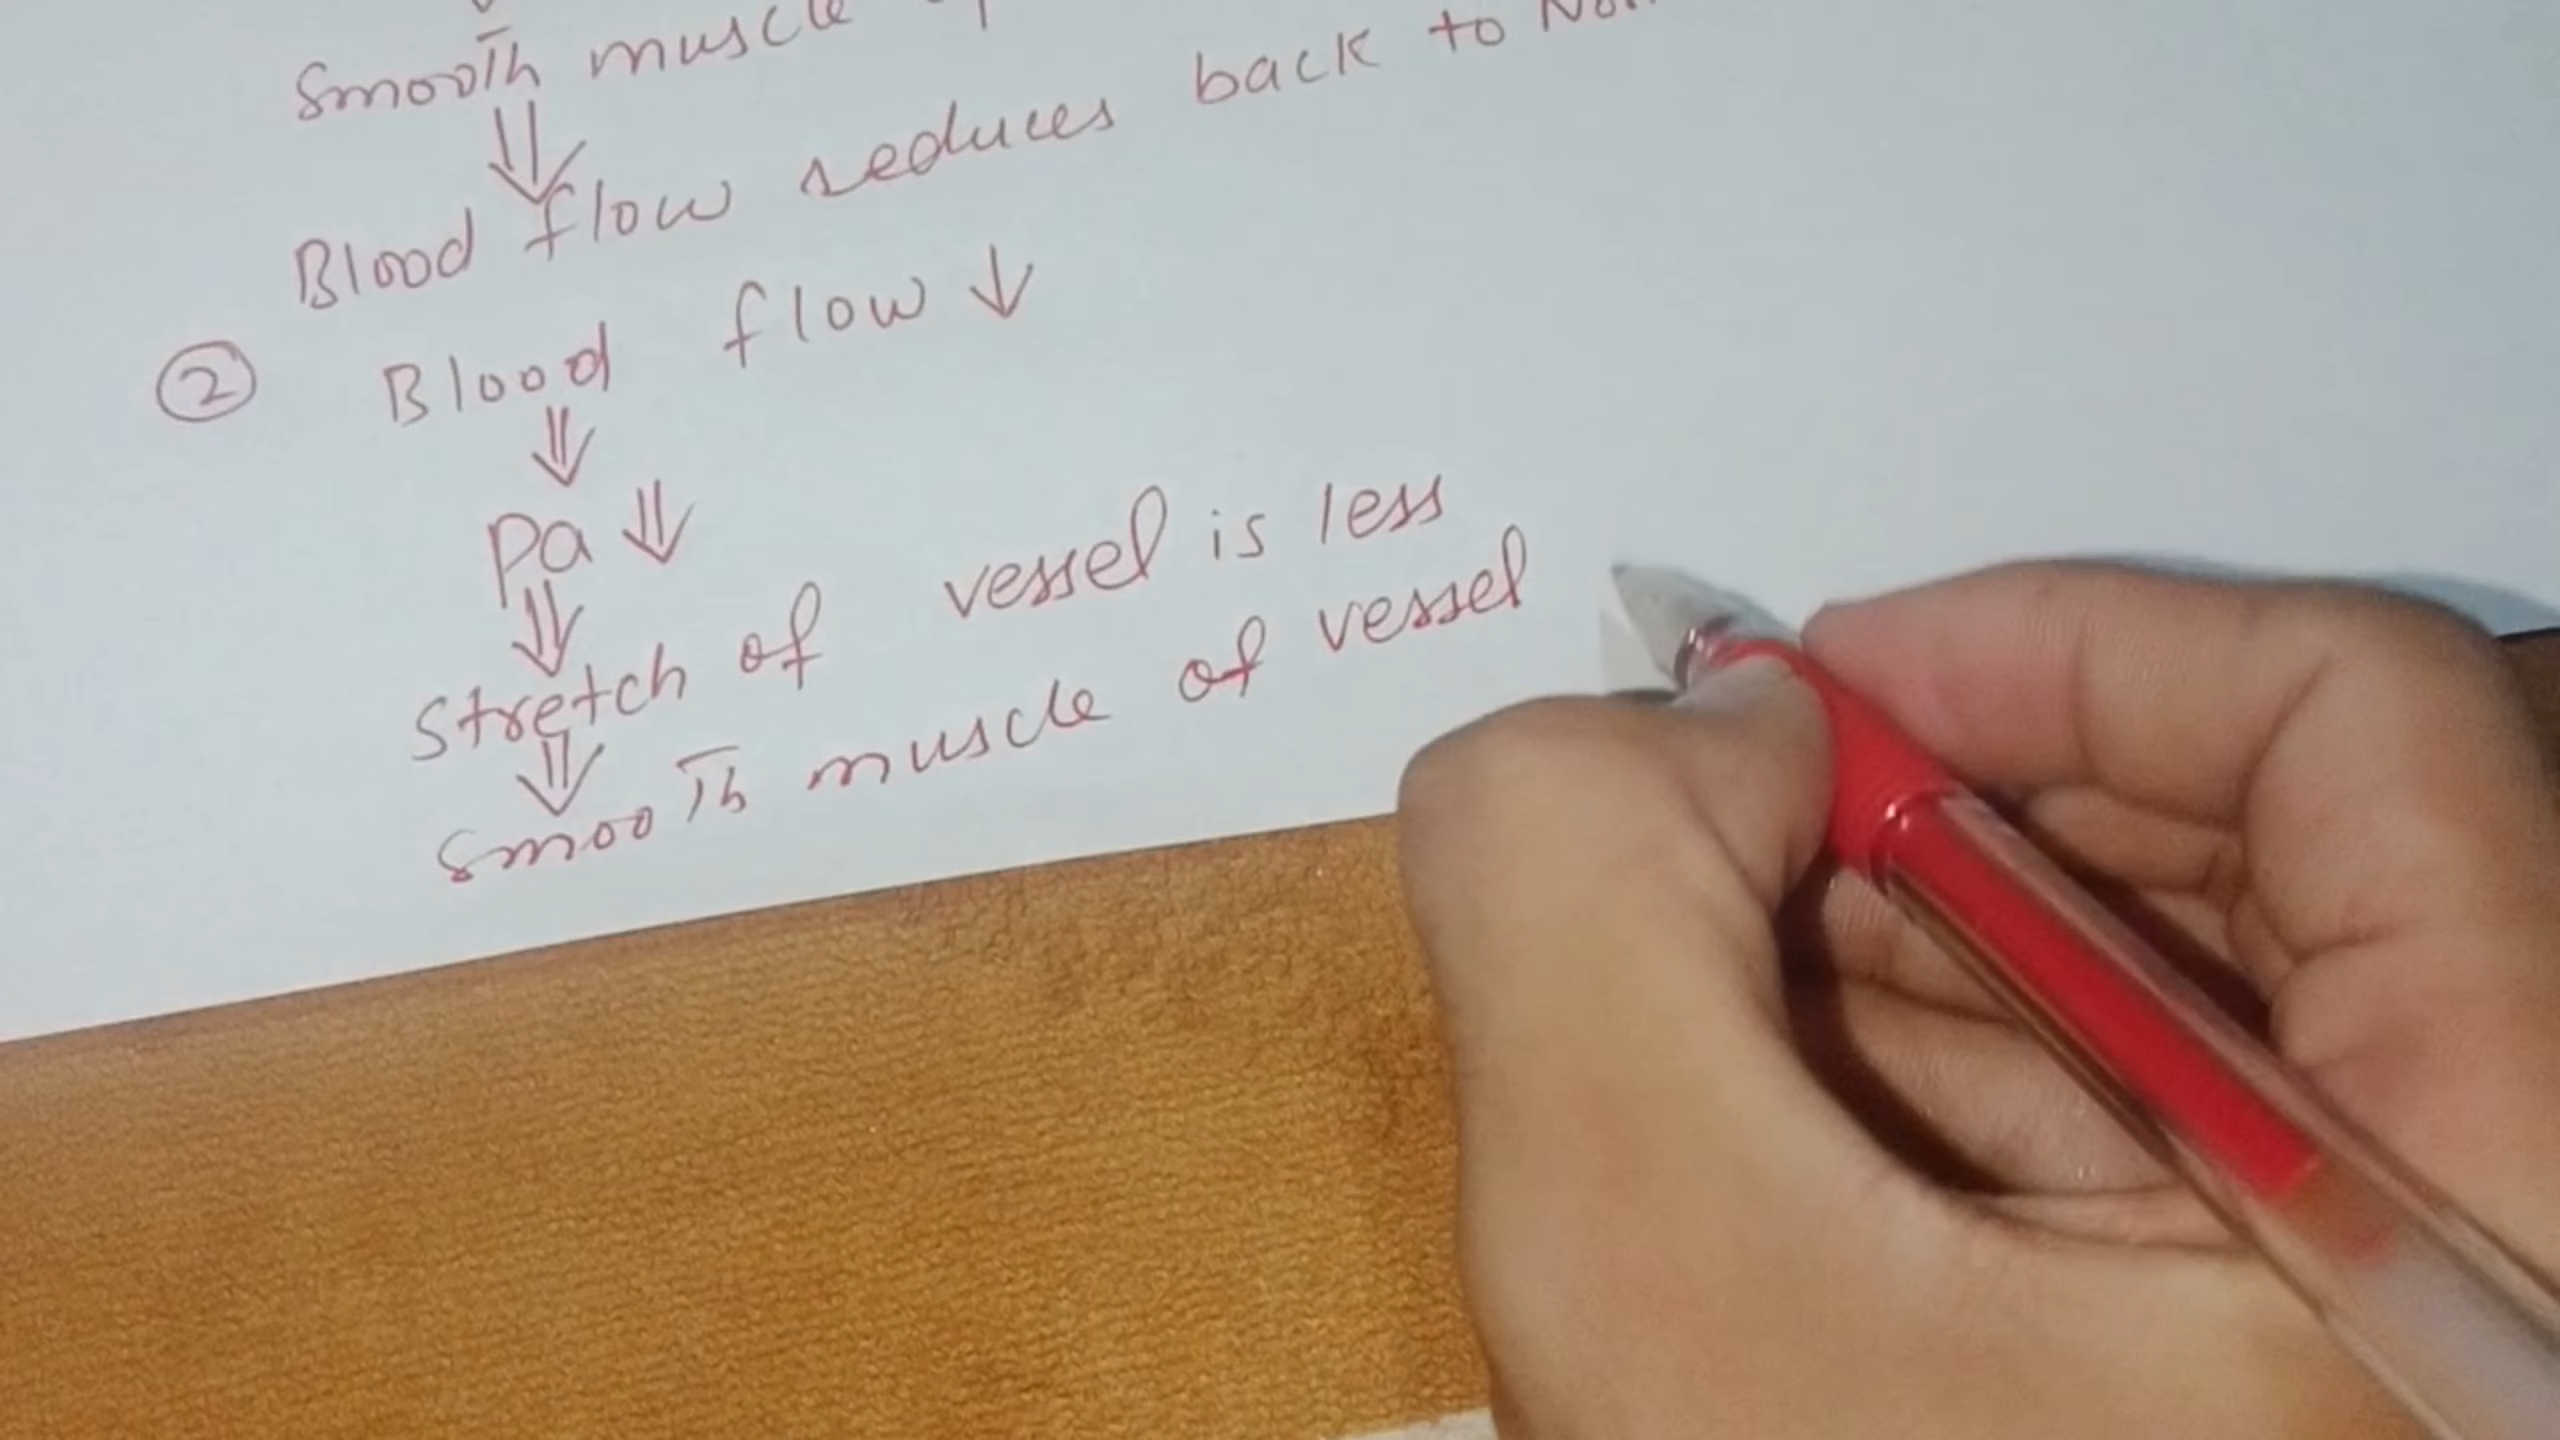 Smooth muscle
Blood flow reduces back to
② Blood flow ↓
Pa ⇓
Stretch of vessel is less
Smooth muscle of vessel